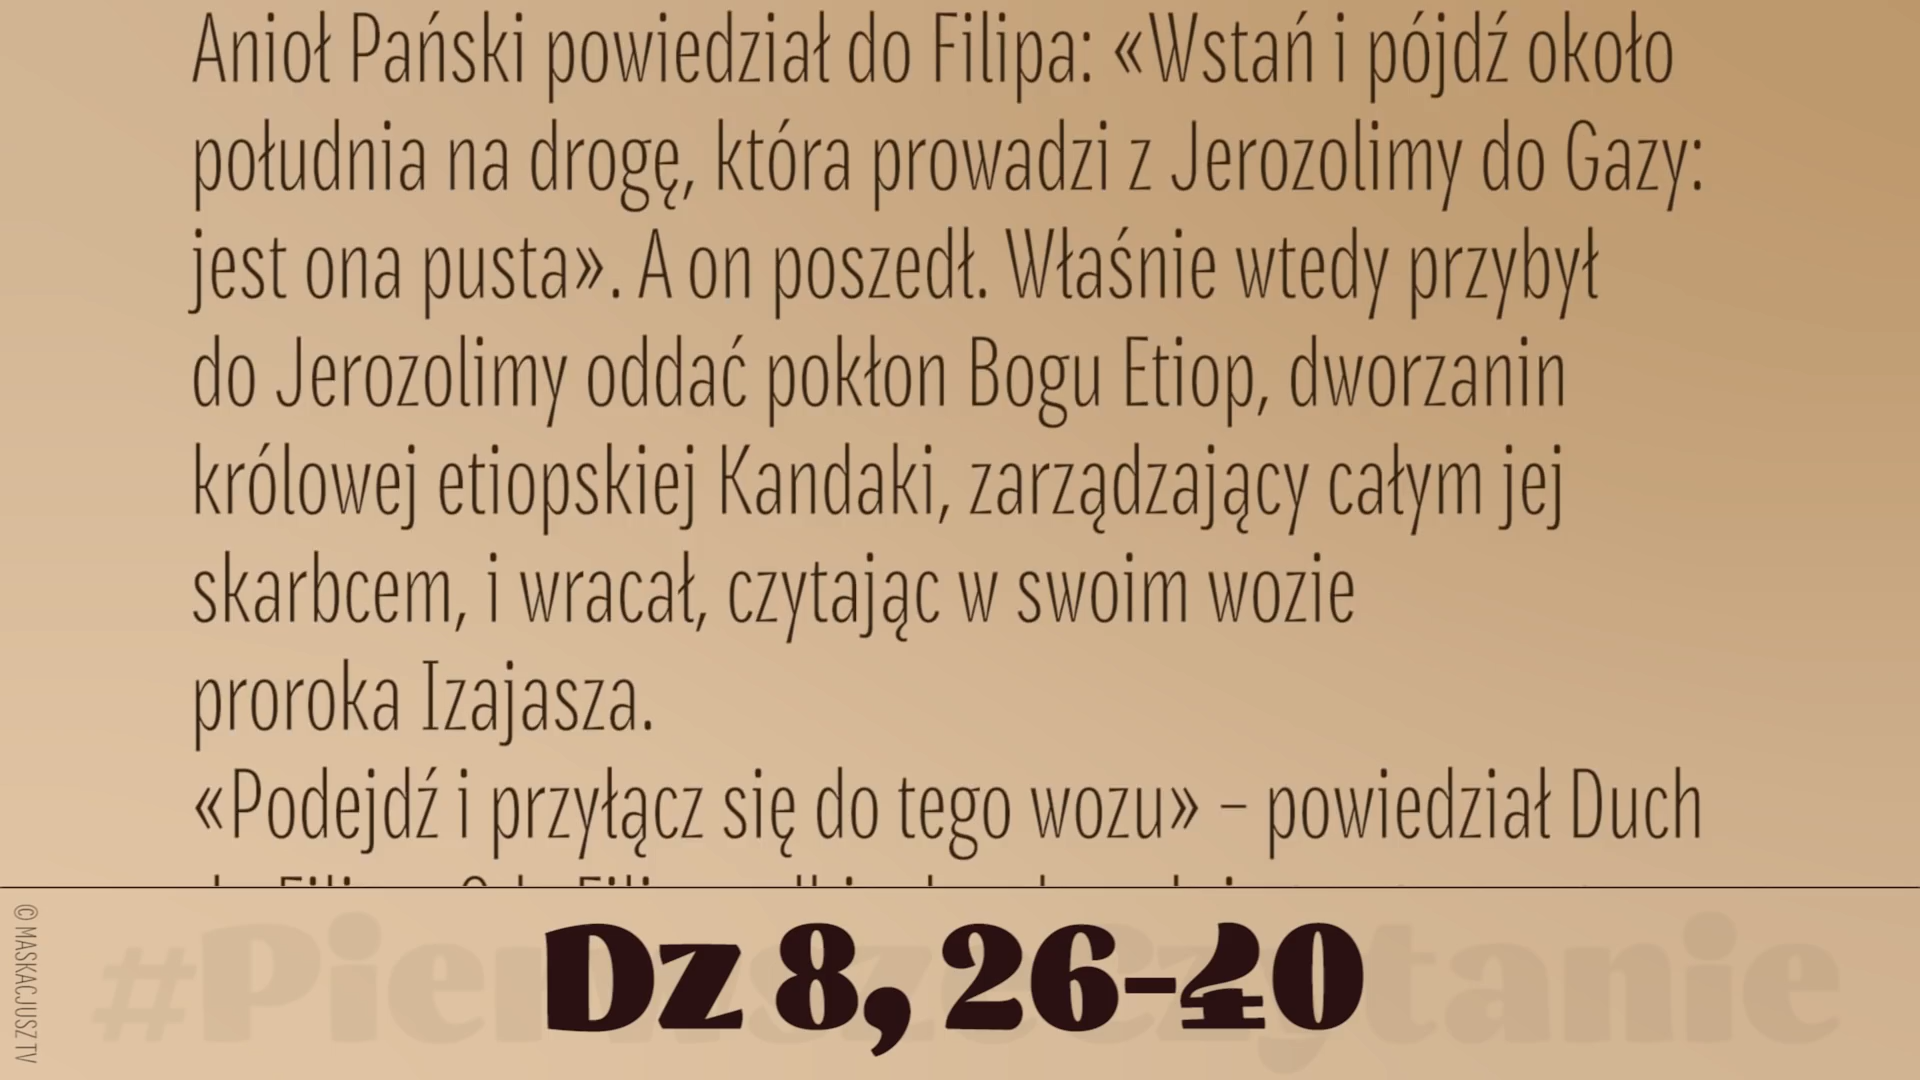 Anioł Pański powiedział do Filipa: «Wstań i pójdź około
południa na drogę, która prowadzi z Jerozolimy do Gazy:
jest ona pusta». A on poszedł. Właśnie wtedy przybył
do Jerozolimy oddać pokłon Bogu Etiop, dworzanin
królowej etiopskiej Kandaki, zarządzający całym jej
skarbcem, i wracał, czytając w swoim wozie
proroka Izajasza.
«Podejdź i przyłącz się do tego wozu» – powiedział Duch
#PierwszeCzytanie
Dz 8, 26-40
© MASKACJUSZ TV